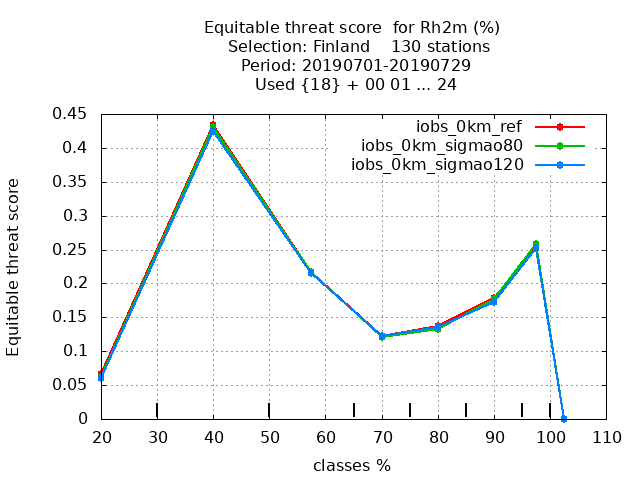 Equitable threat score  for Rh2m (%)
Selection: Finland    130 stations
Period: 20190701-20190729
Used {18} + 00 01 ... 24
iobs_0km_ref
iobs_0km_sigmao80
iobs_0km_sigmao120
Equitable threat score
0.45
0.4
0.35
0.3
0.25
0.2
0.15
0.1
0.05
0
20 30 40 50 60 70 80 90 100 110
classes %